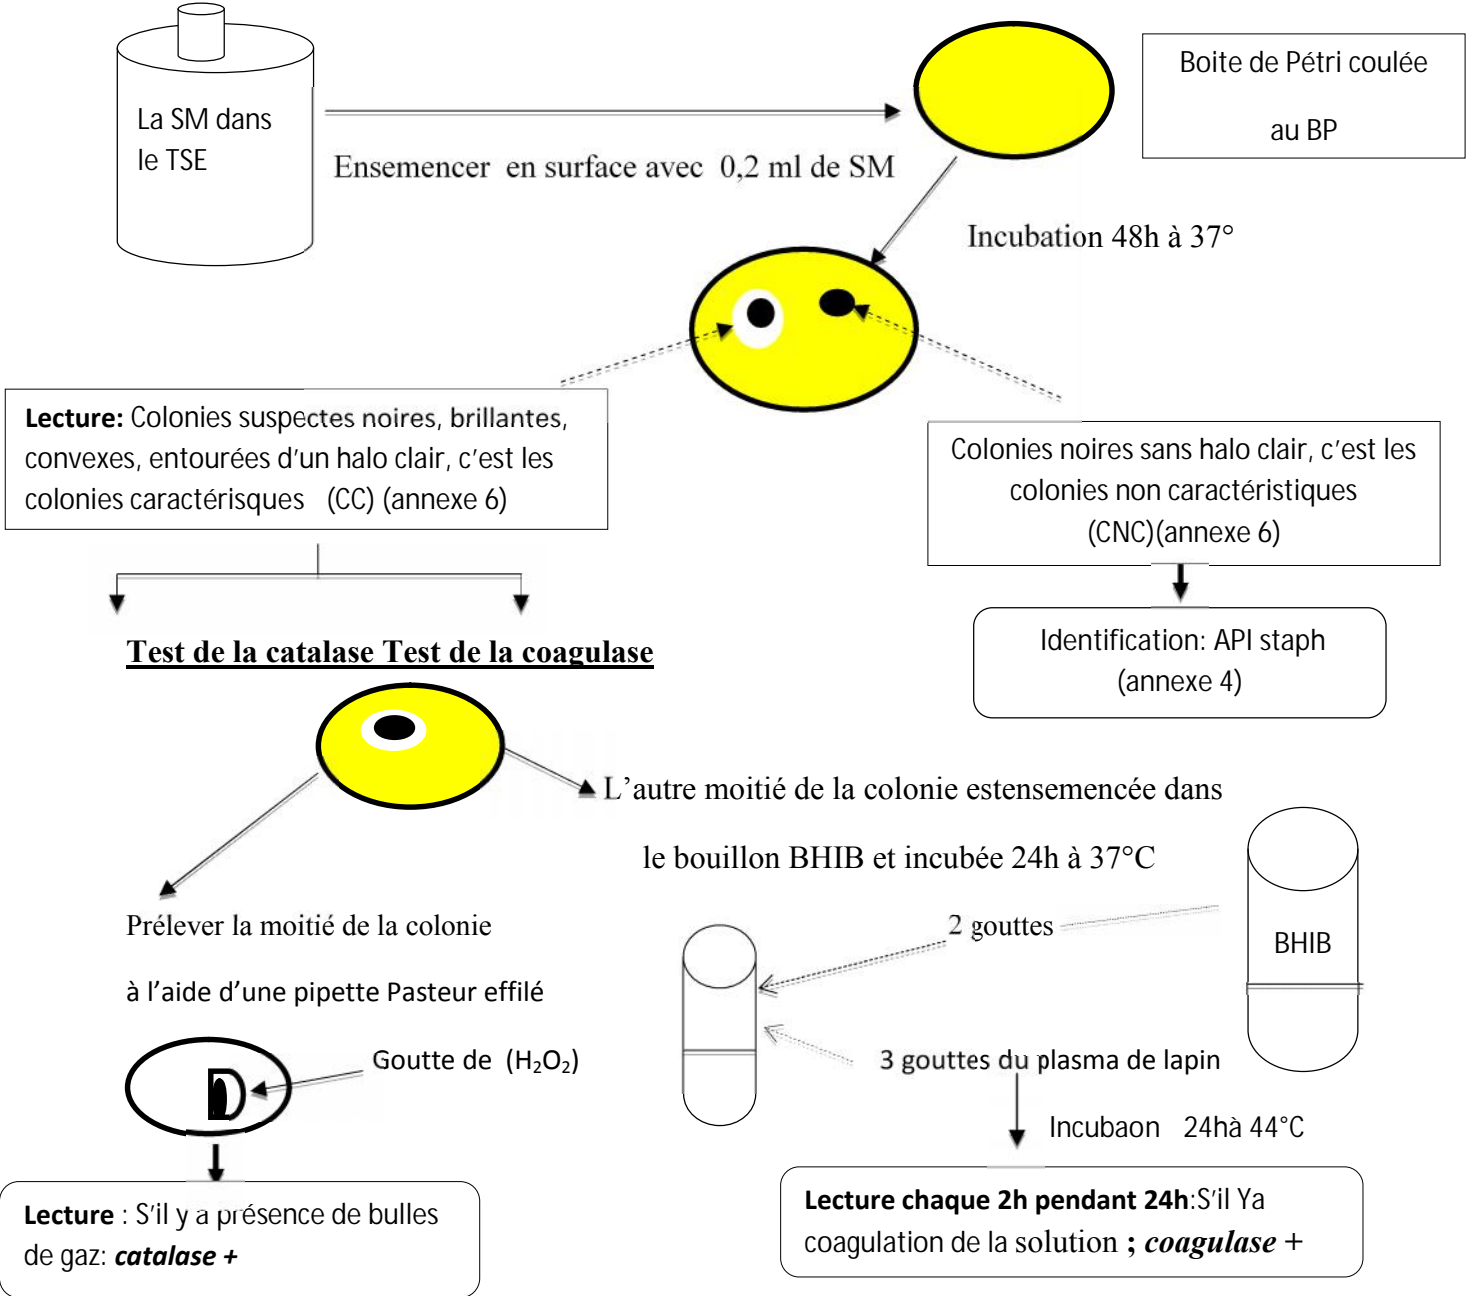 La SM dans
le TSE
Ensemencer en surface avec 0,2 ml de SM
Boite de Pétri coulée
au BP
Incubation 48h à 37°
Lecture: Colonies suspectes noires, brillantes,
convexes, entourées d'un halo clair, c'est les
colonies caractérisques (CC) (annexe 6)
Colonies noires sans halo clair, c'est les
colonies non caractéristiques
(CNC)(annexe 6)
Identification: API staph
(annexe 4)
Test de la catalase Test de la coagulase
L'autre moitié de la colonie estensemencée dans
le bouillon BHIB et incubée 24h à 37°C
Prélever la moitié de la colonie
à l'aide d'une pipette Pasteur effilé
2 gouttes
BHIB
Goutte de (H₂O₂)
3 gouttes du plasma de lapin
Incubaon 24hà 44°C
Lecture : S'il y a présence de bulles
de gaz: catalase +
Lecture chaque 2h pendant 24h:S'il Ya
coagulation de la solution ; coagulase +